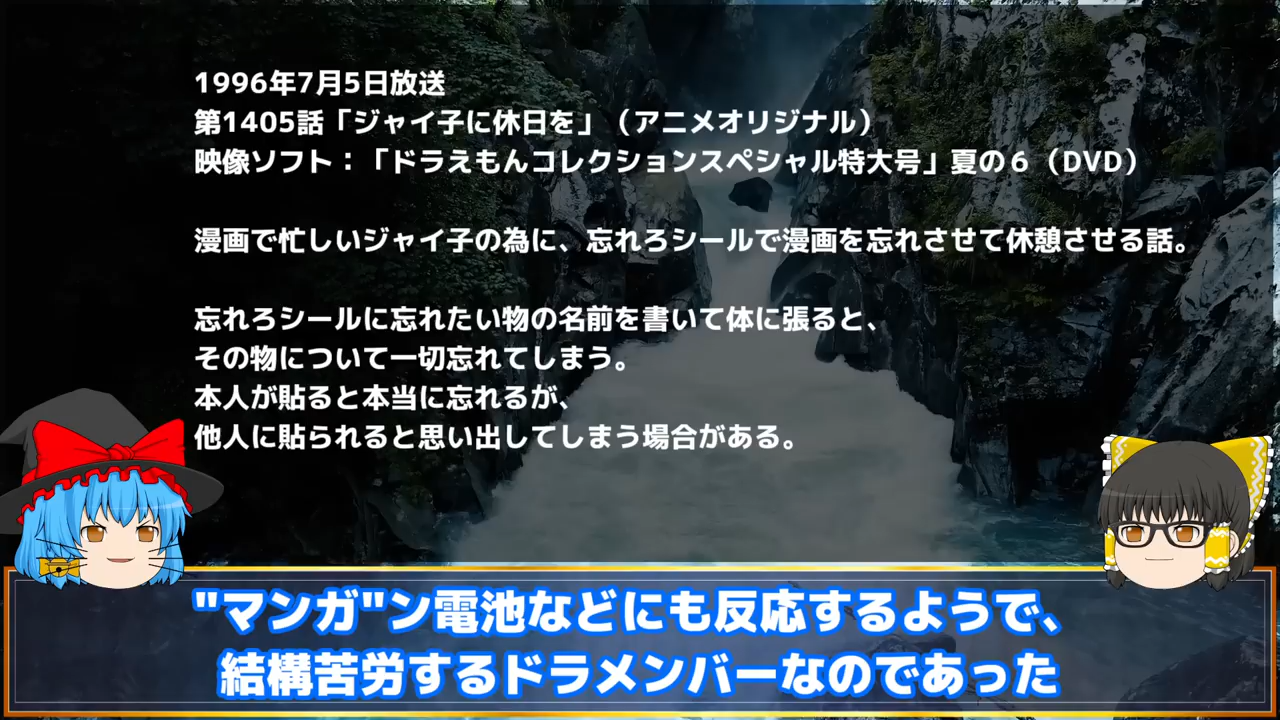 1996年7月5日放送
第1405話「ジャイ子に休日を」（アニメオリジナル）
映像ソフト：「ドラえもんコレクションスペシャル特大号」夏の６（DVD）
漫画で忙しいジャイ子の為に、忘れろシールで漫画を忘れさせて休憩させる話。
忘れろシールに忘れたい物の名前を書いて体に張ると、
その物について一切忘れてしまう。
本人が貼ると本当に忘れるが、
他人に貼られると思い出してしまう場合がある。
"マンガ"ン電池などにも反応するようで、
結構苦労するドラメンバーなのであった